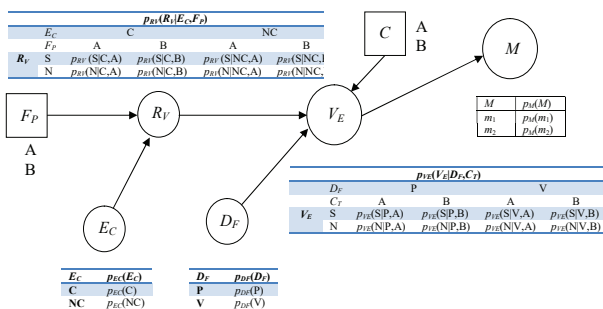 p_RV(R_V|E_C,F_P)
E_C C NC
F_P A B A B
R_V S p_RV(S|C,A) p_RV(S|C,B) p_RV(S|NC,A) p_RV(S|NC,
N p_RV(N|C,A) p_RV(N|C,B) p_RV(N|NC,A) p_RV(N|NC,
C
A
B
M
F_P
A
B
R_V
V_E
M p_M(M)
m_1 p_M(m_1)
m_2 p_M(m_2)
E_C
D_F
p_VE(V_E|D_F,C_T)
D_F P V
C_T A B A B
V_E S p_VE(S|P,A) p_VE(S|P,B) p_VE(S|V,A) p_VE(S|V,B)
N p_VE(N|P,A) p_VE(N|P,B) p_VE(N|V,A) p_VE(N|V,B)
E_C p_EC(E_C)
C p_EC(C)
NC p_EC(NC)
D_F p_DF(D_F)
P p_DF(P)
V p_DF(V)